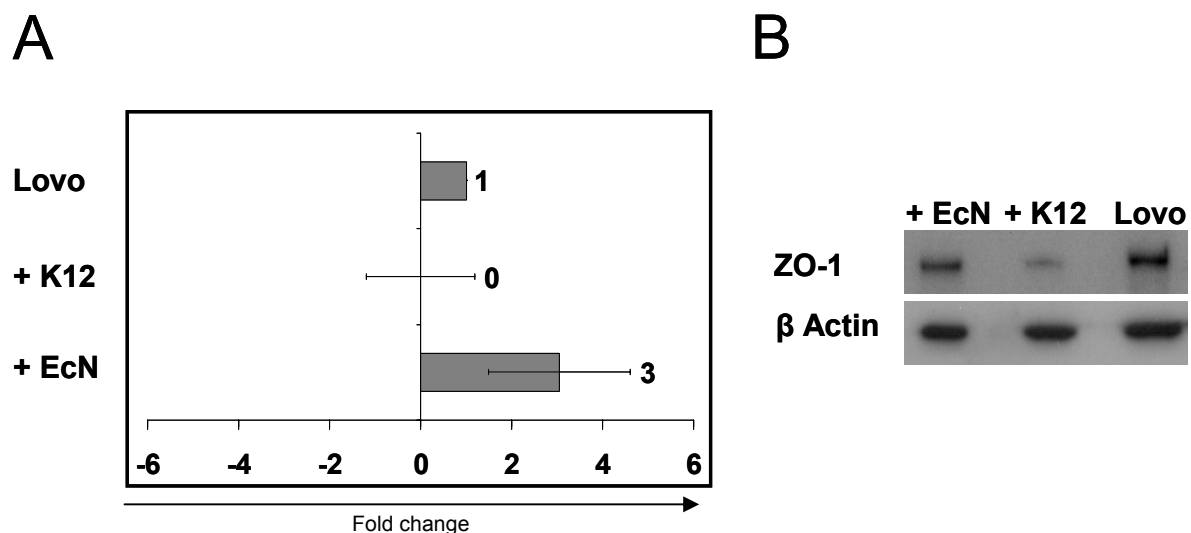 A
B
Lovo
1
+ K12
0
+ EcN
3
-6 -4 -2 0 2 4 6
Fold change
+ EcN + K12 Lovo
ZO-1
β Actin